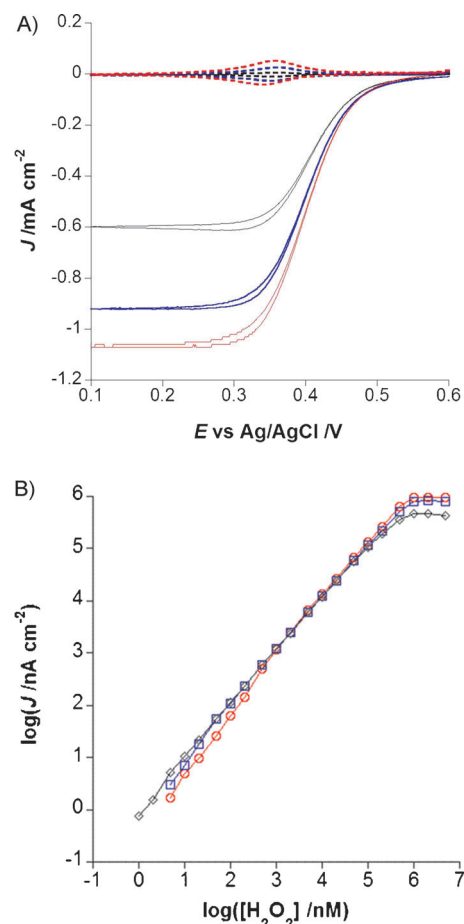 A)
0.2
0
-0.2
-0.4
-0.6
-0.8
-1
-1.2
J /mA cm-2
0.1 0.2 0.3 0.4 0.5 0.6
E vs Ag/AgCl /V
B)
6
5
4
3
2
1
0
-1
log(J /nA cm-2)
-1 0 1 2 3 4 5 6 7
log([H2O2] /nM)